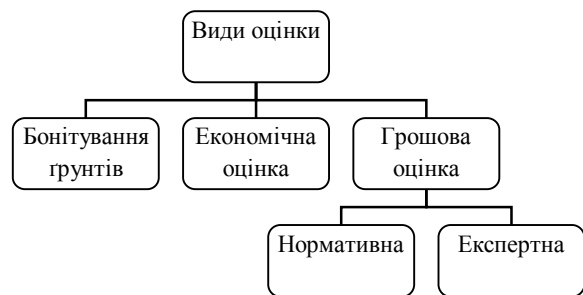 Види оцінки
Бонітування
ґрунтів
Економічна
оцінка
Грошова
оцінка
Нормативна
Експертна